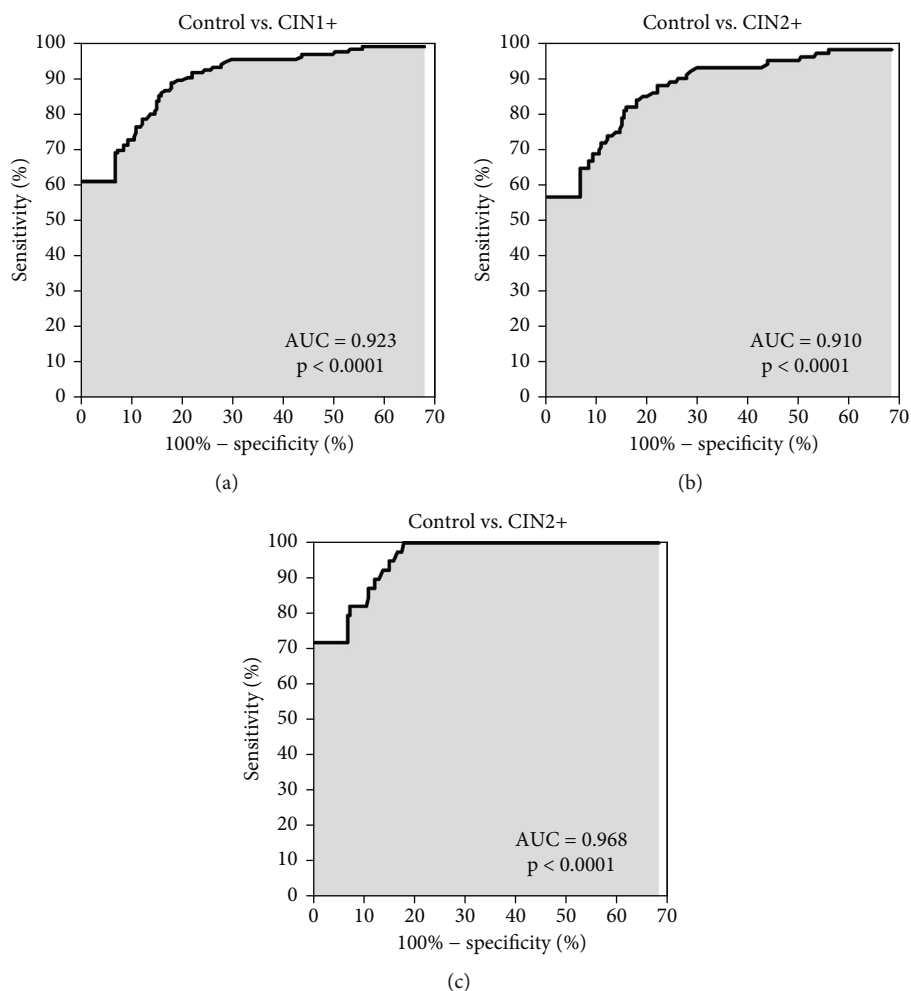 Control vs. CIN1+
100
90
80
70
60
50
40
30
20
10
0
Sensitivity (%)
AUC = 0.923
p < 0.0001
0 10 20 30 40 50 60 70
100% − specificity (%)
(a)
Control vs. CIN2+
100
90
80
70
60
50
40
30
20
10
0
Sensitivity (%)
AUC = 0.910
p < 0.0001
0 10 20 30 40 50 60 70
100% − specificity (%)
(b)
Control vs. CIN2+
100
90
80
70
60
50
40
30
20
10
0
Sensitivity (%)
AUC = 0.968
p < 0.0001
0 10 20 30 40 50 60 70
100% − specificity (%)
(c)